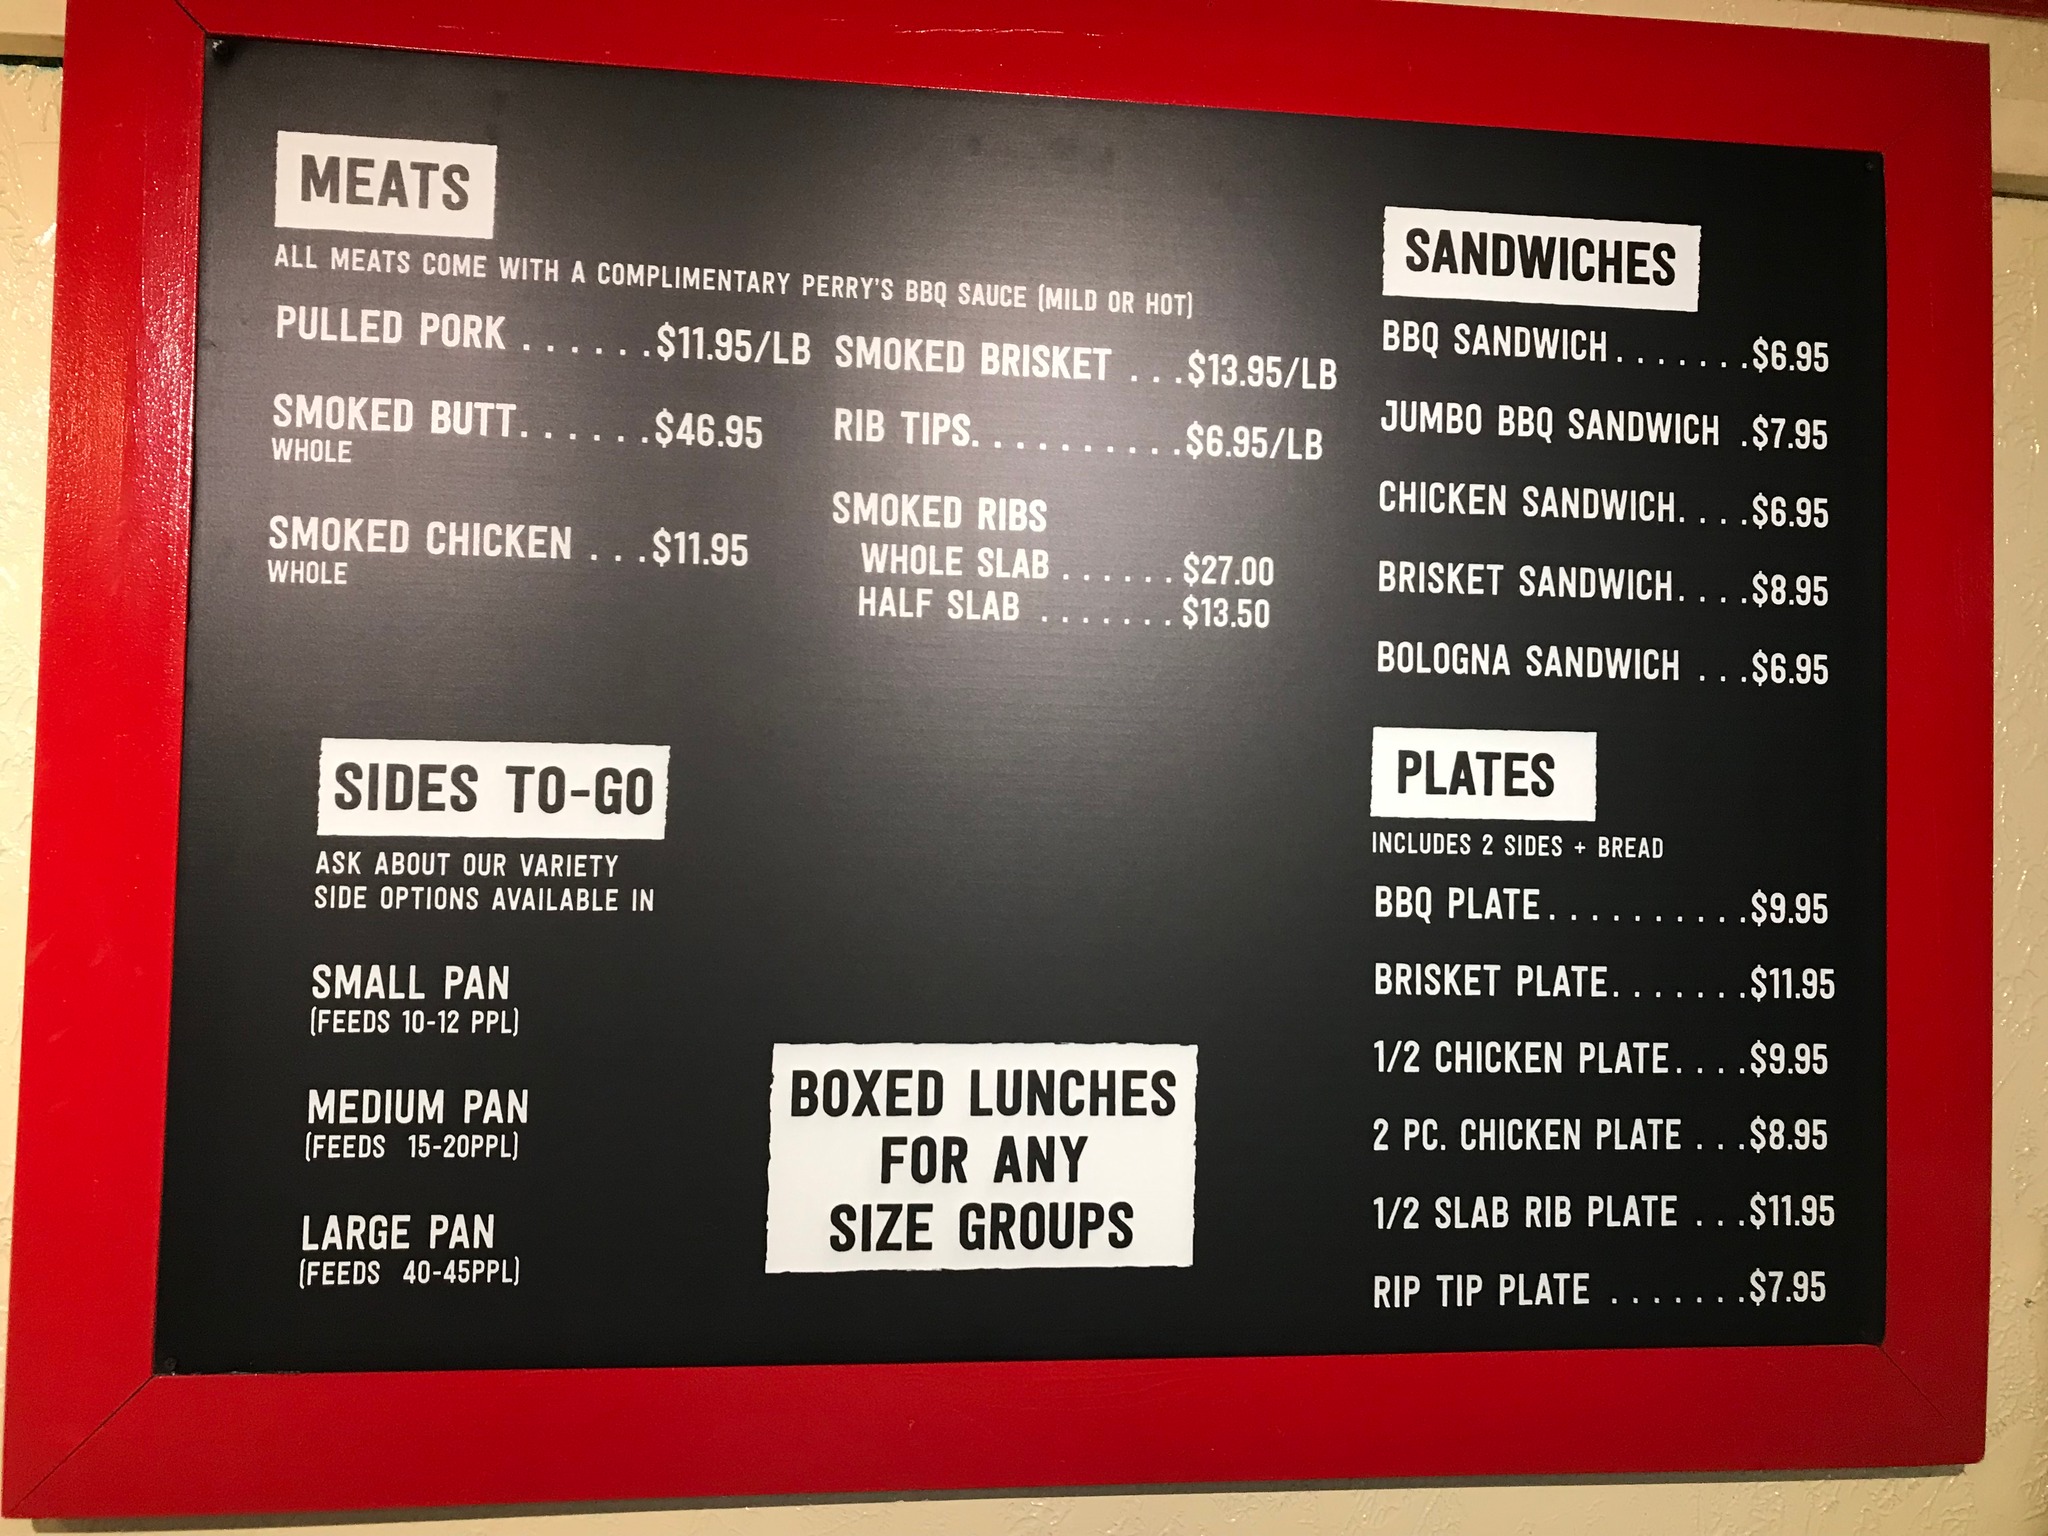 MEATS
ALL MEATS COME WITH A COMPLIMENTARY PERRY'S BBQ SAUCE (MILD OR HOT)
PULLED PORK ......$11.95/LB
SMOKED BUTT......$46.95
WHOLE
SMOKED CHICKEN ...$11.95
WHOLE
SMOKED BRISKET ...$13.95/LB
RIB TIPS..........$6.95/LB
SMOKED RIBS
WHOLE SLAB ......$27.00
HALF SLAB .......$13.50
SIDES TO-GO
ASK ABOUT OUR VARIETY
SIDE OPTIONS AVAILABLE IN
SMALL PAN
(FEEDS 10-12 PPL)
MEDIUM PAN
(FEEDS 15-20PPL)
LARGE PAN
(FEEDS 40-45PPL)
BOXED LUNCHES
FOR ANY
SIZE GROUPS
SANDWICHES
BBQ SANDWICH.......$6.95
JUMBO BBQ SANDWICH .$7.95
CHICKEN SANDWICH....$6.95
BRISKET SANDWICH....$8.95
BOLOGNA SANDWICH ...$6.95
PLATES
INCLUDES 2 SIDES + BREAD
BBQ PLATE..........$9.95
BRISKET PLATE.......$11.95
1/2 CHICKEN PLATE....$9.95
2 PC. CHICKEN PLATE ...$8.95
1/2 SLAB RIB PLATE ...$11.95
RIP TIP PLATE .......$7.95